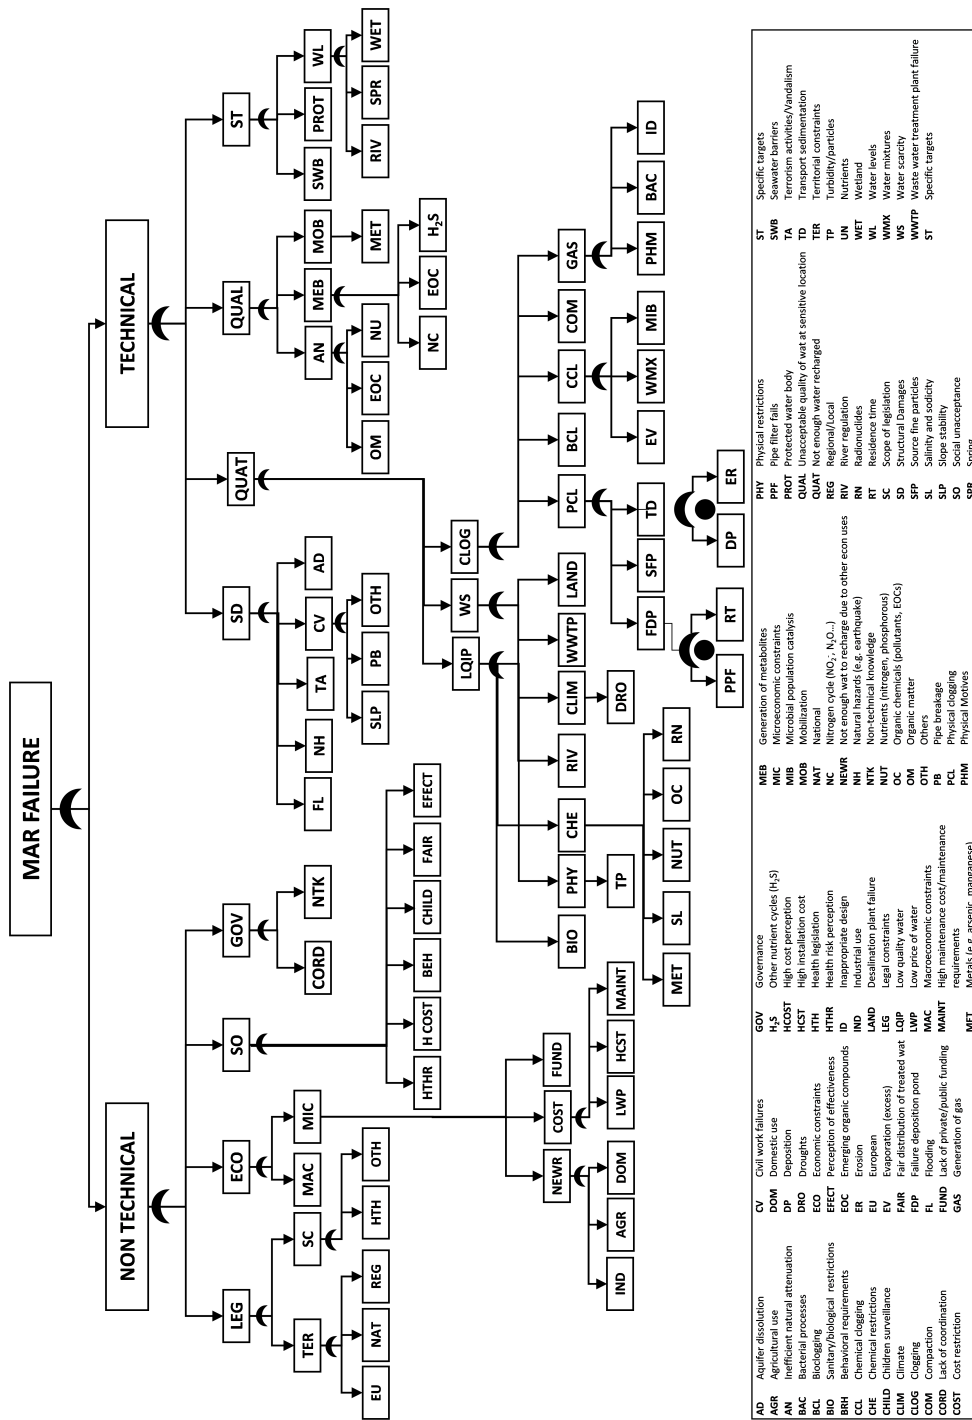 MAR FAILURE
NON TECHNICAL TECHNICAL
LEG ECO SO GOV SD QUAT QUAL ST
TER SC MAC MIC CORD NTK FL NH TA CV AD AN MEB MOB SWB PROT WL
EU NAT REG HTH OTH SLP PB OTH OM EOC NU MET RIV SPR WET
HTHR H COST BEH CHILD FAIR EFECT NC EOC H₂S
LQIP WS CLOG
NEWR COST FUND BIO PHY CHE RIV CLIM WWTP LAND PCL BCL CCL COM GAS
IND AGR DOM LWP HCST MAINT TP DRO FDP SFP TD EV WMX MIB PHM BAC ID
MET SL NUT OC RN
PPF RT DP ER
AD Aquifer dissolution
AGR Agricultural use
AN Inefficient natural attenuation
BAC Bacterial processes
BCL Bioclogging
BIO Sanitary/biological restrictions
BRH Behavioral requirements
CCL Chemical clogging
CHE Chemical restrictions
CHILD Children surveillance
CLIM Climate
CLOG Clogging
COM Compaction
CORD Lack of coordination
COST Cost restriction
CV Civil work failures
DOM Domestic use
DP Deposition
DRO Droughts
ECO Economic constraints
EFECT Perception of effectiveness
EOC Emerging organic compounds
ER Erosion
EU European
EV Evaporation (excess)
FAIR Fair distribution of treated wat
FDP Failure deposition pond
FL Flooding
FUND Lack of private/public funding
GAS Generation of gas
GOV Governance
H₂S Other nutrient cycles (H₂S)
HCOST High cost perception
HCST High installation cost
HTH Health legislation
HTHR Health risk perception
ID Inappropriate design
IND Industrial use
LAND Desalination plant failure
LEG Legal constraints
LQIP Low quality water
LWP Low price of water
MAC Macroeconomic constraints
MAINT High maintenance cost/maintenance
requirements
MET Metals (e.g. arsenic, manganese)
MEB Generation of metabolites
MIC Microeconomic constraints
MIB Microbial population catalysis
MOB Mobilization
NAT National
NC Nitrogen cycle (NO₂⁻, N₂O…)
NEWR Not enough wat to recharge due to other econ uses
NH Natural hazards (e.g. earthquake)
NTK Non-technical knowledge
NUT Nutrients (nitrogen, phosphorous)
OC Organic chemicals (pollutants, EOCs)
OM Organic matter
OTH Others
PB Pipe breakage
PCL Physical clogging
PHM Physical Motives
PHY Physical restrictions
PPF Pipe filter fails
PROT Protected water body
QUAL Unacceptable quality of wat at sensitive location
QUAT Not enough water recharged
REG Regional/Local
RIV River regulation
RN Radionuclides
RT Residence time
SC Scope of legislation
SD Structural Damages
SFP Source fine particles
SL Salinity and sodicity
SLP Slope stability
SO Social unacceptance
SPR Spring
ST Specific targets
SWB Seawater barriers
TA Terrorism activities/Vandalism
TD Transport sedimentation
TER Territorial constraints
TP Turbidity/particles
UN Nutrients
WET Wetland
WL Water levels
WMX Water mixtures
WS Water scarcity
WWTP Waste water treatment plant failure
ST Specific targets